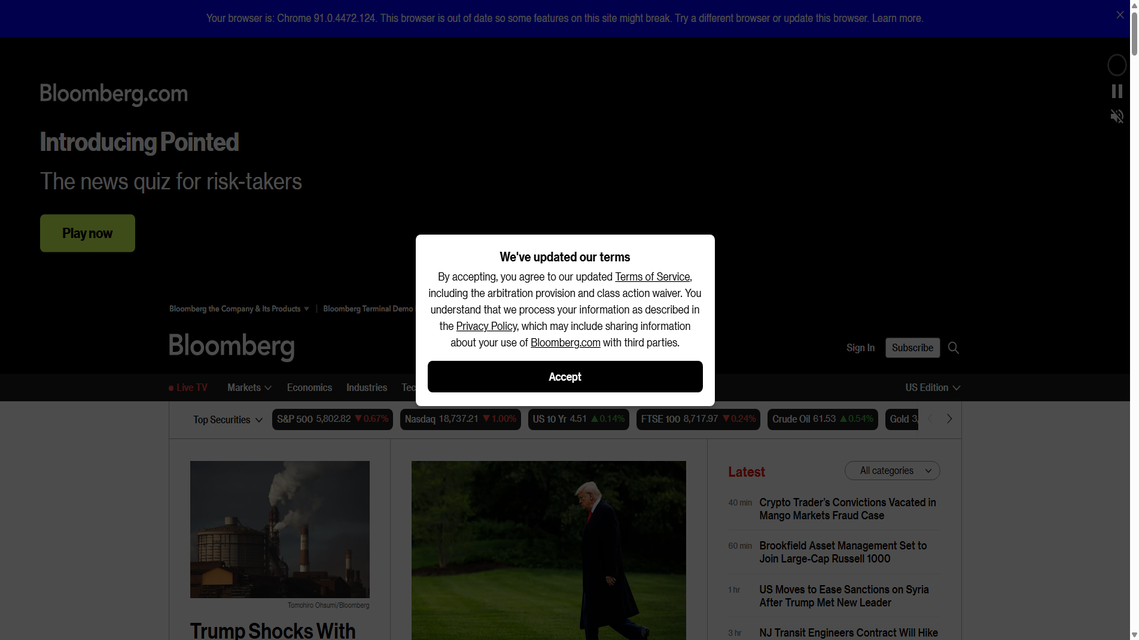 Your browser is: Chrome 91.0.4472.124. This browser is out of date so some features on this site might break. Try a different browser or update this browser. Learn more.
Bloomberg.com
Introducing Pointed
The news quiz for risk-takers
Play now
We've updated our terms
By accepting, you agree to our updated Terms of Service,
including the arbitration provision and class action waiver. You
understand that we process your information as described in
the Privacy Policy, which may include sharing information
about your use of Bloomberg.com with third parties.
Accept
Bloomberg the Company & Its Products
Bloomberg Terminal Demo
Bloomberg
Sign In
Subscribe
Live TV
Markets
Economics
Industries
Tec
US Edition
Top Securities
S&P 500 5,802.82 ▼0.67%
Nasdaq 18,737.21 ▼1.00%
US 10 Yr 4.51 ▲0.14%
FTSE 100 8,717.97 ▼0.24%
Crude Oil 61.53 ▲0.54%
Gold 3,
Tomohiro Ohsumi/Bloomberg
Trump Shocks With
Latest
All categories
40 min
Crypto Trader's Convictions Vacated in
Mango Markets Fraud Case
60 min
Brookfield Asset Management Set to
Join Large-Cap Russell 1000
1 hr
US Moves to Ease Sanctions on Syria
After Trump Met New Leader
3 hr
NJ Transit Engineers Contract Will Hike